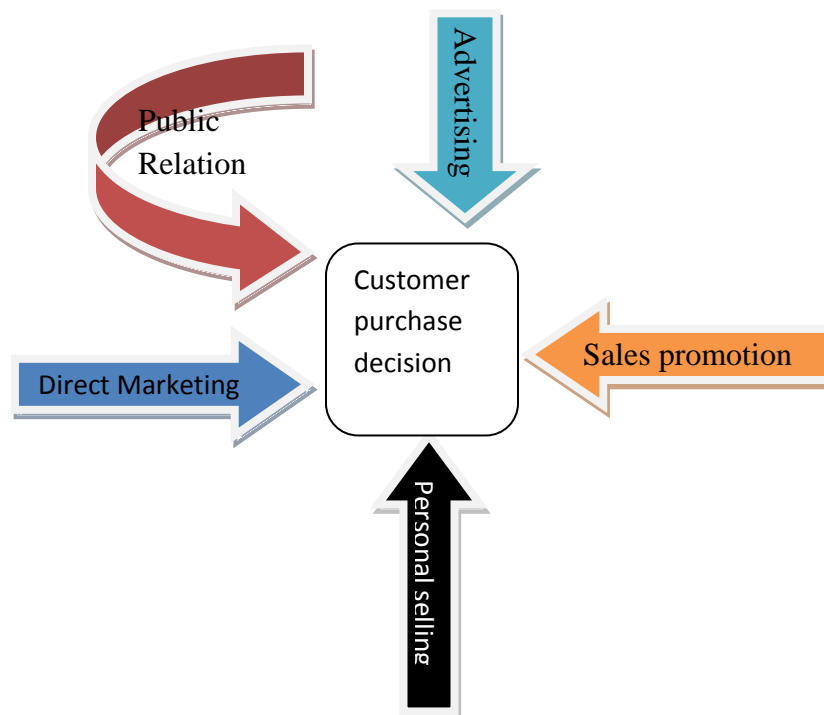 Advertising
Public
Relation
Customer
purchase
decision
Sales promotion
Direct Marketing
Personal selling